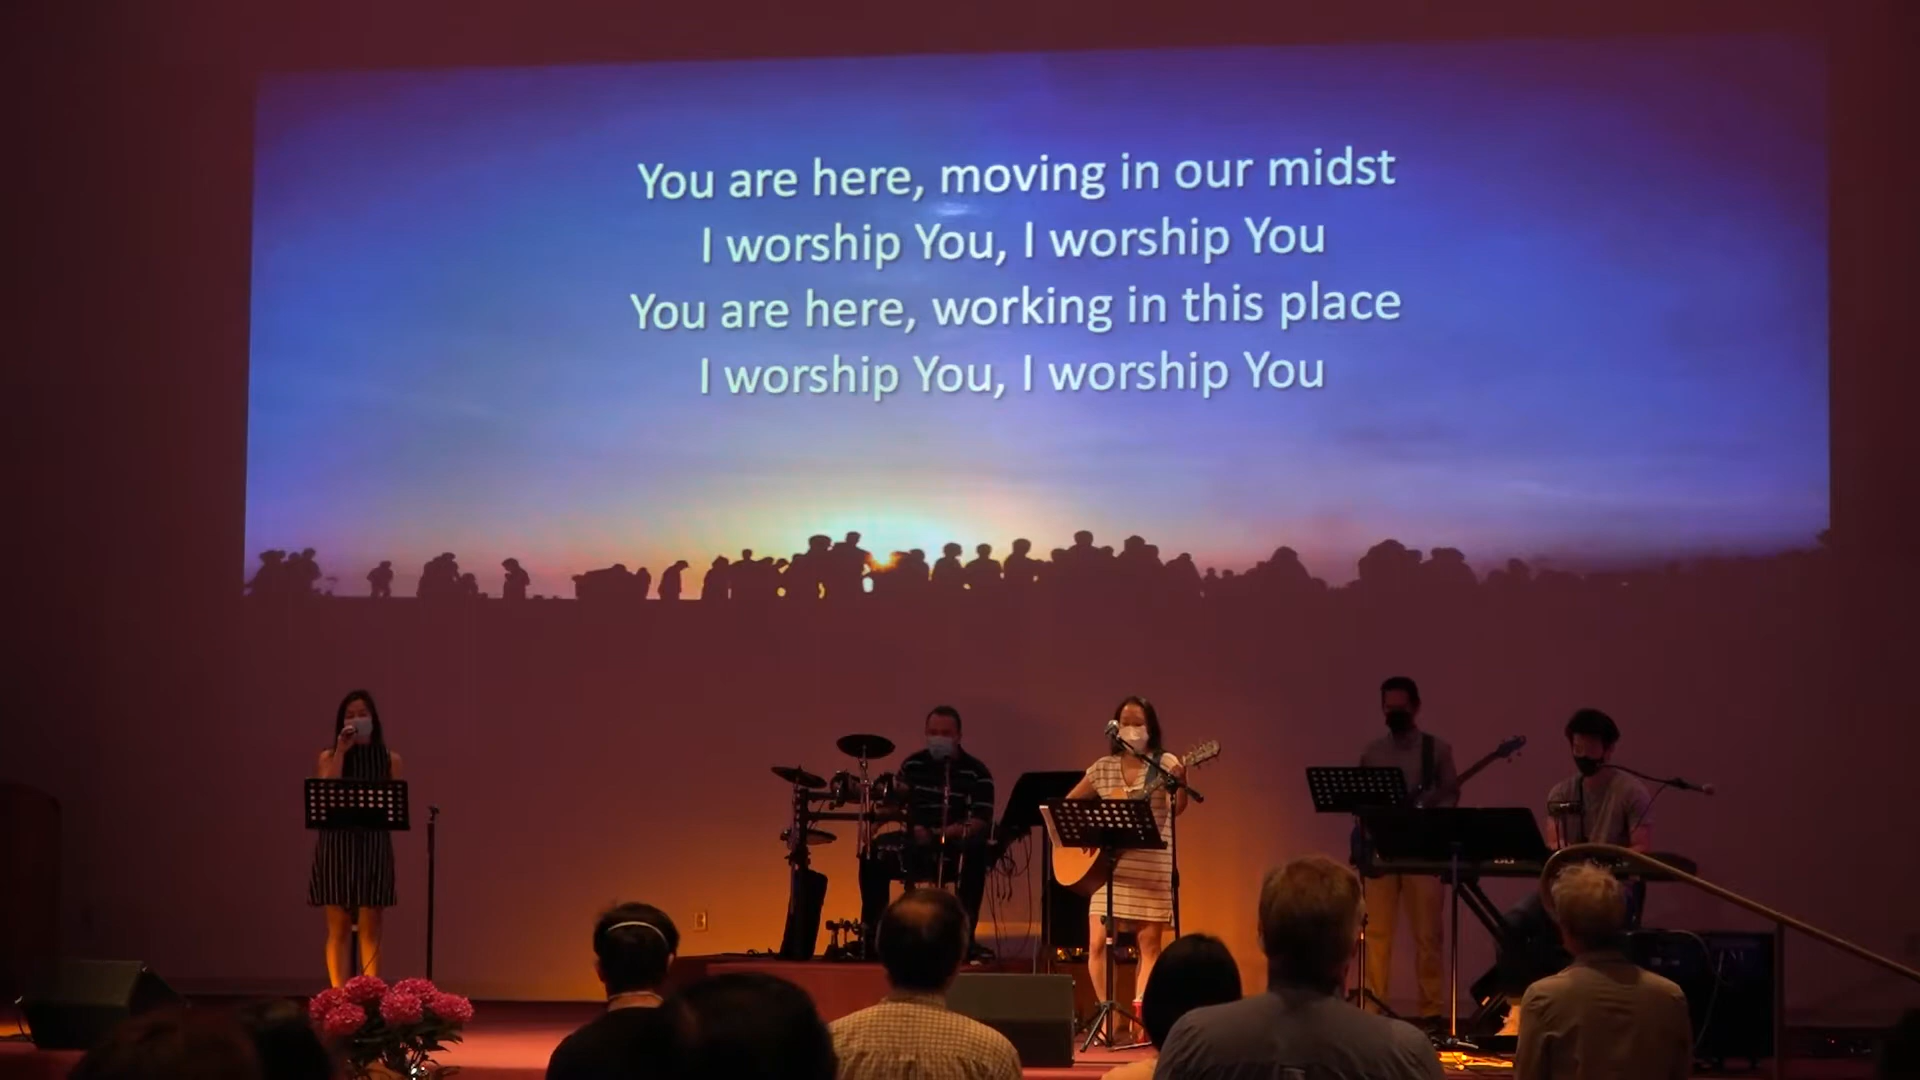 You are here, moving in our midst
I worship You, I worship You
You are here, working in this place
I worship You, I worship You